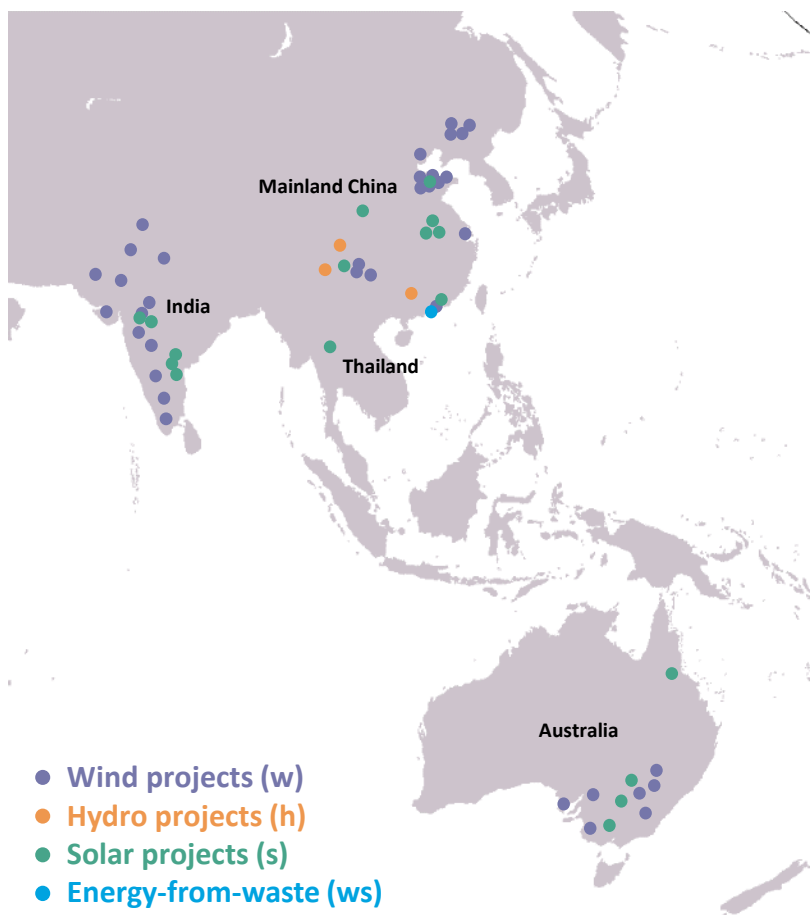 Mainland China
India
Thailand
Australia
Wind projects (w)
Hydro projects (h)
Solar projects (s)
Energy-from-waste (ws)